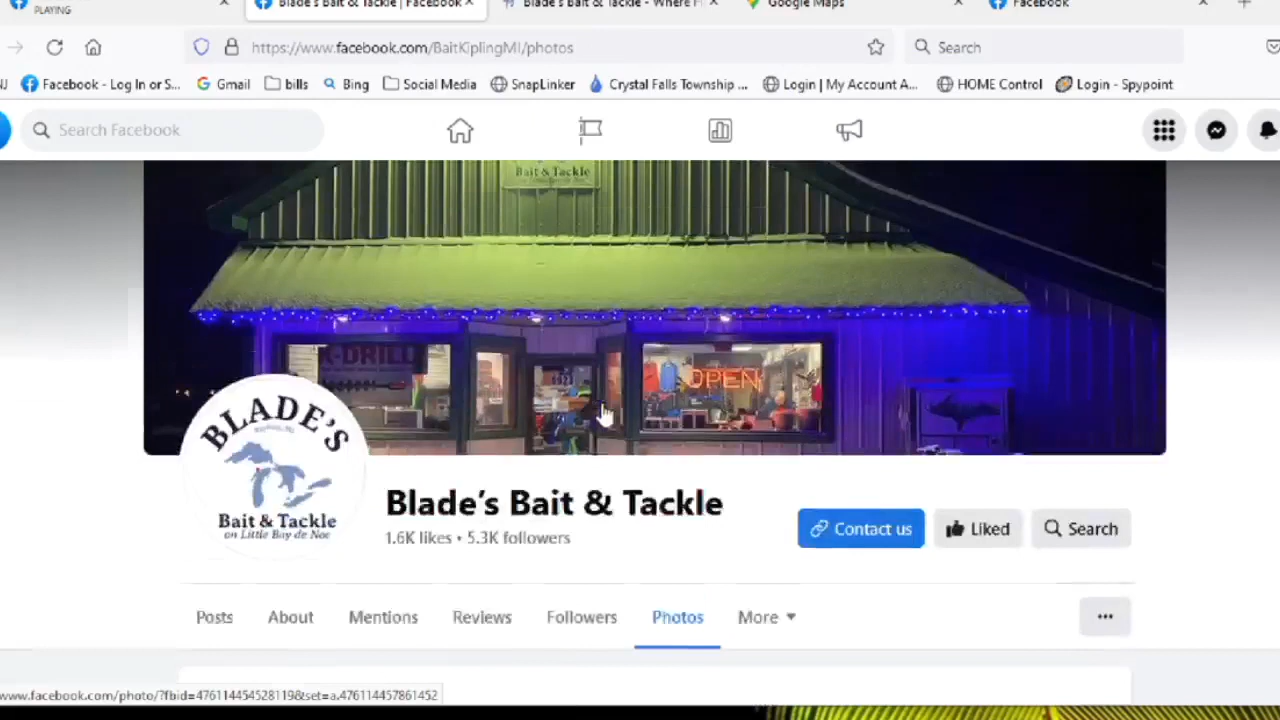 PLAYING
Blade's Bait & Tackle | Facebook
Blade's Bait & Tackle - Where Fi
Google Maps
Facebook
https://www.facebook.com/BaitKiplingMI/photos
Search
Facebook - Log In or S...
Gmail
bills
Bing
Social Media
SnapLinker
Crystal Falls Township ...
Login | My Account A...
HOME Control
Login - Spypoint
Search Facebook
Bait & Tackle
K-DRILL
OPEN
BLADE'S
Bait & Tackle
on Little Bay de Noc
Blade's Bait & Tackle
1.6K likes • 5.3K followers
Contact us
Liked
Search
Posts
About
Mentions
Reviews
Followers
Photos
More
www.facebook.com/photo/?fbid=476114454528119&set=a.476114457861452